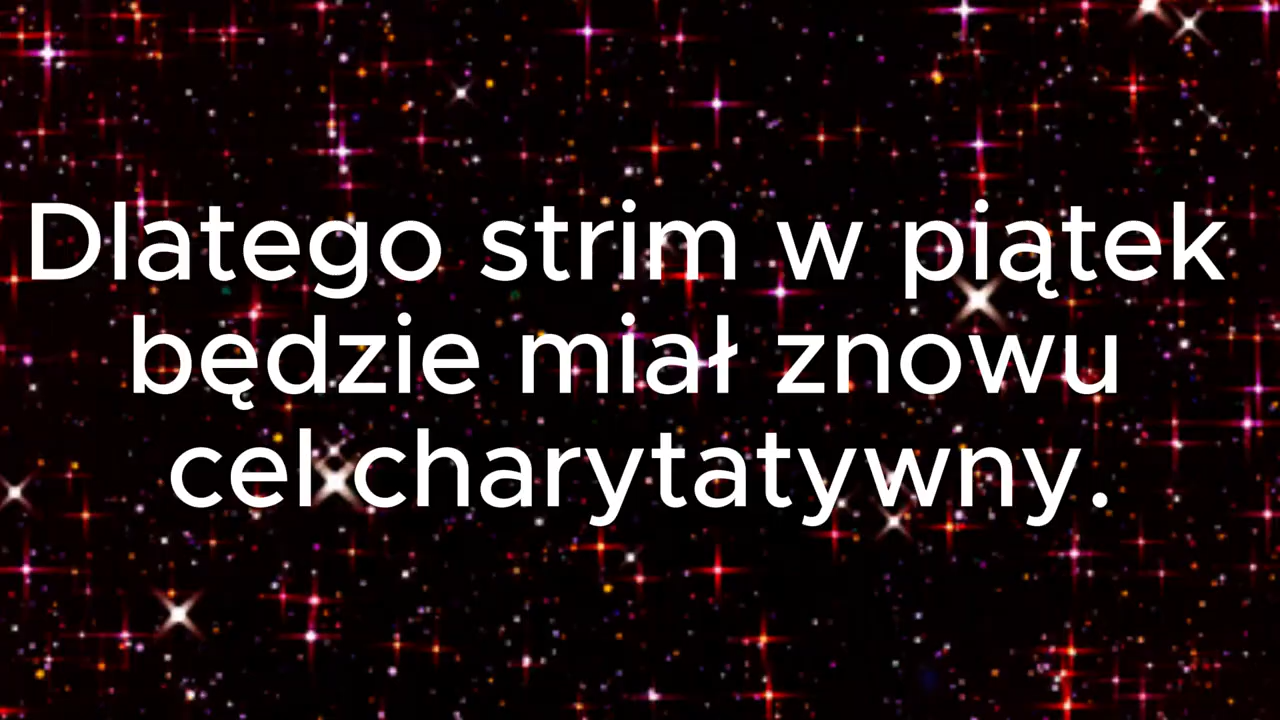 Dlatego strim w piątek
będzie miał znowu
cel charytatywny.